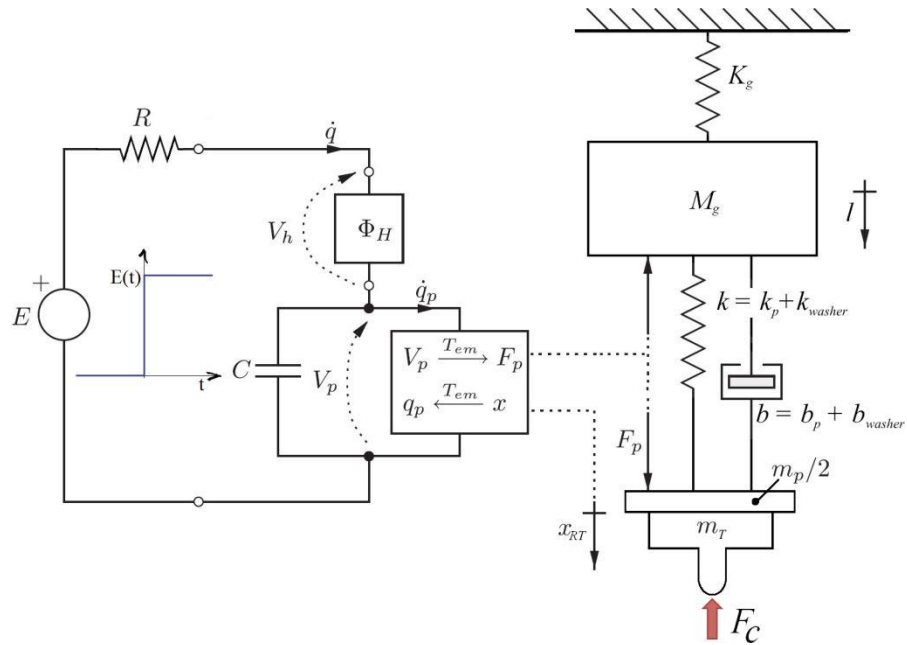 K_g
R
q̇
M_g
l
V_h
Φ_H
E(t)
+
E
t
q̇_p
C
V_p
V_p T_em→ F_p
q_p ←T_em x
k = k_p + k_washer
b = b_p + b_washer
F_p
m_p/2
x_RT
m_T
F_c